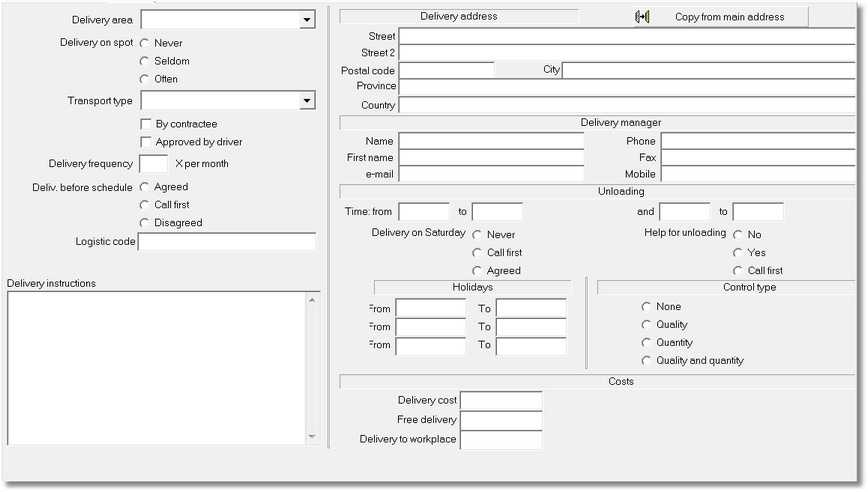 Delivery area
Delivery on spot
Never
Seldom
Often
Transport type
By contractee
Approved by driver
Delivery frequency X per month
Deliv. before schedule
Agreed
Call first
Disagreed
Logistic code
Delivery instructions
Delivery address
Copy from main address
Street
Street 2
Postal code City
Province
Country
Delivery manager
Name Phone
First name Fax
e-mail Mobile
Unloading
Time: from to and to
Delivery on Saturday
Never
Call first
Agreed
Help for unloading
No
Yes
Call first
Holidays
From To
From To
From To
Control type
None
Quality
Quantity
Quality and quantity
Costs
Delivery cost
Free delivery
Delivery to workplace